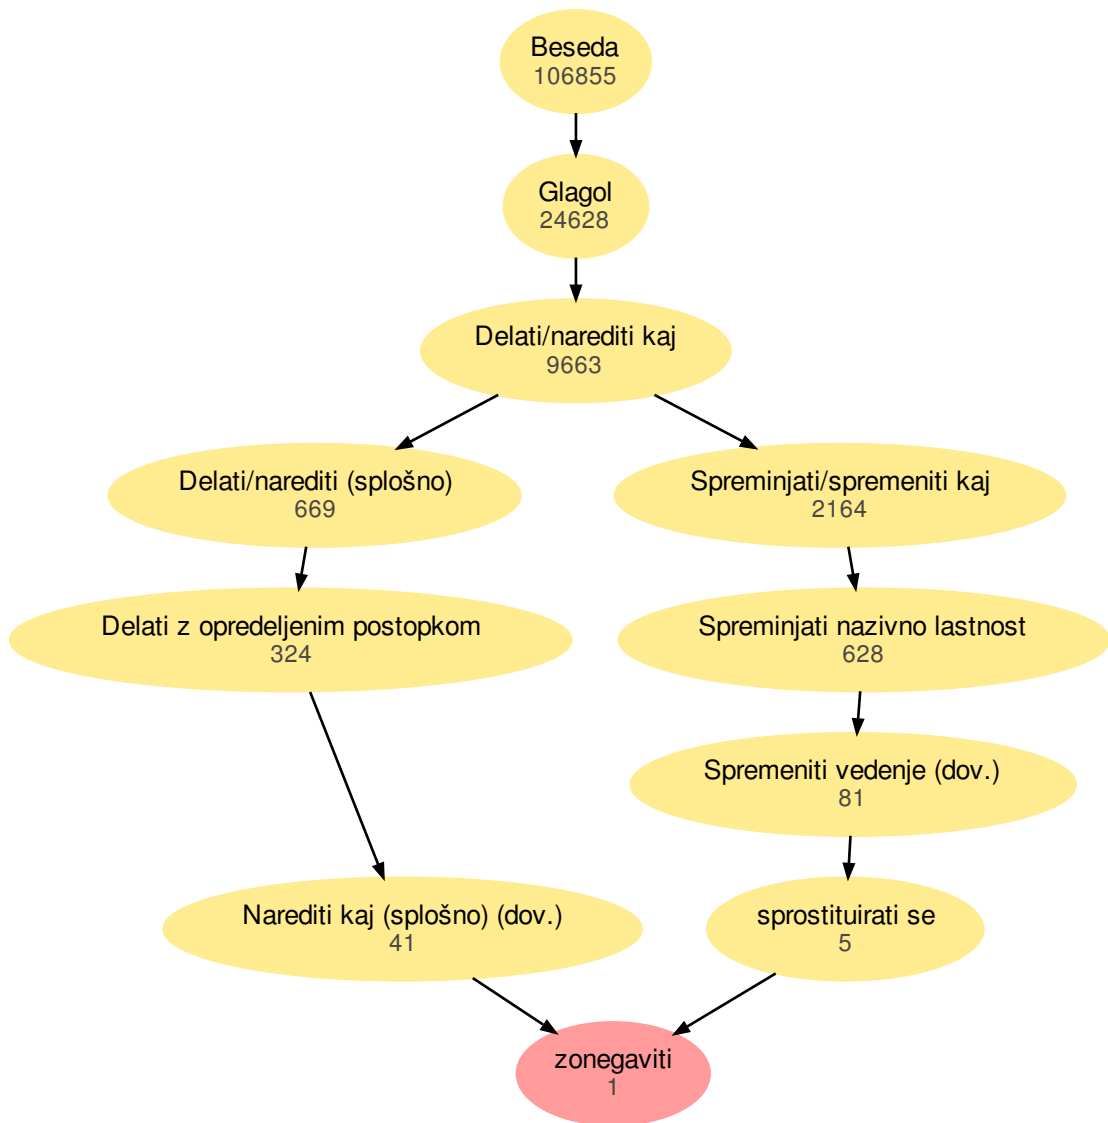 Beseda
106855
Glagol
24628
Delati/narediti kaj
9663
Delati/narediti (splošno)
669
Spreminjati/spremeniti kaj
2164
Delati z opredeljenim postopkom
324
Spreminjati nazivno lastnost
628
Spremeniti vedenje (dov.)
81
Narediti kaj (splošno) (dov.)
41
sprostituirati se
5
zonegaviti
1